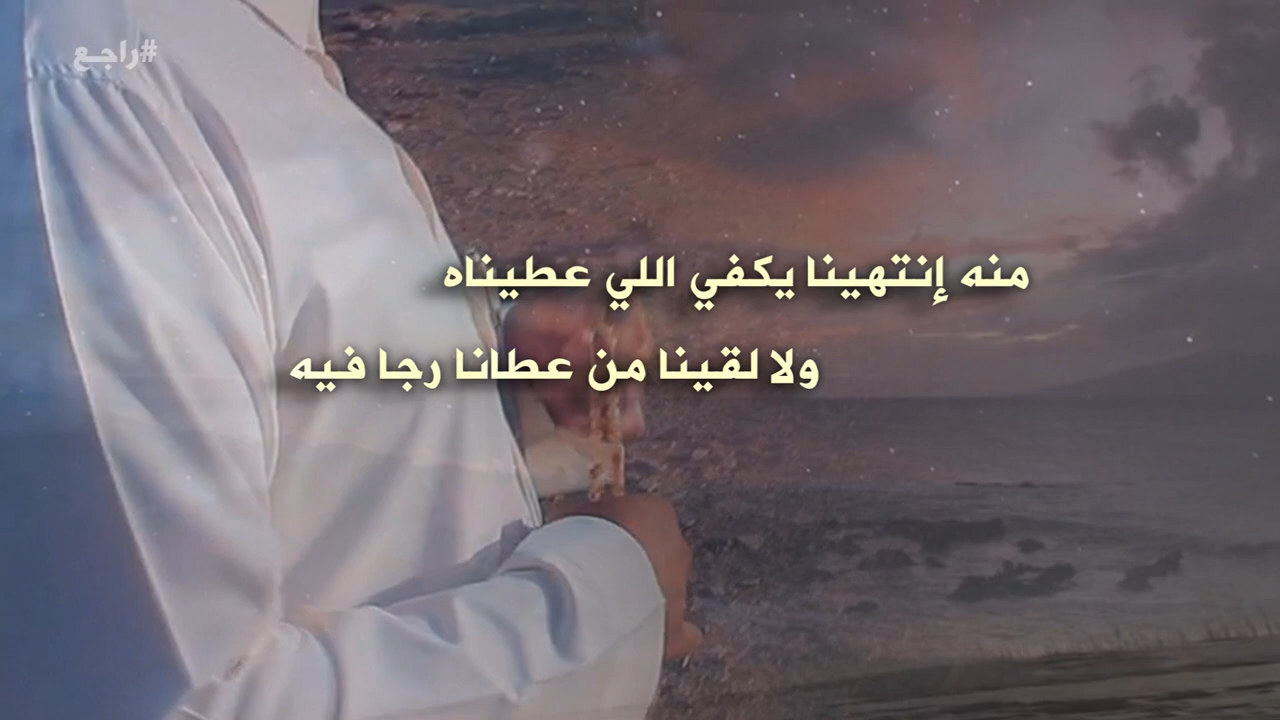 #راجع
منه إنتهينا يكفي اللي عطيناه
ولا لقينا من عطانا رجا فيه